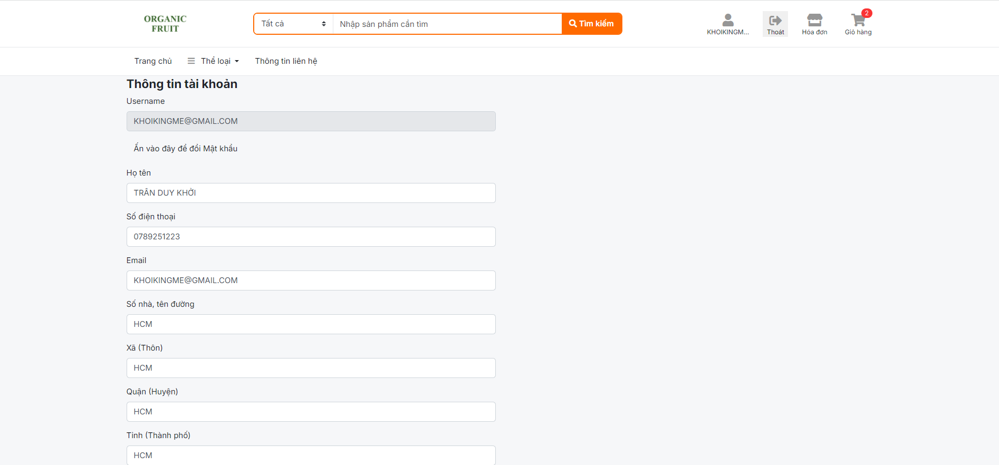 ORGANIC
FRUIT
Tất cả
Nhập sản phẩm cần tìm
Tìm kiếm
KHOIKINGM...
Thoát
Hóa đơn
2
Giỏ hàng
Trang chủ
Thể loại
Thông tin liên hệ
Thông tin tài khoản
Username
KHOIKINGME@GMAIL.COM
Ấn vào đây để đổi Mật khẩu
Họ tên
TRÂN DUY KHỞI
Số điện thoại
0789251223
Email
KHOIKINGME@GMAIL.COM
Số nhà, tên đường
HCM
Xã (Thôn)
HCM
Quận (Huyện)
HCM
Tỉnh (Thành phố)
HCM